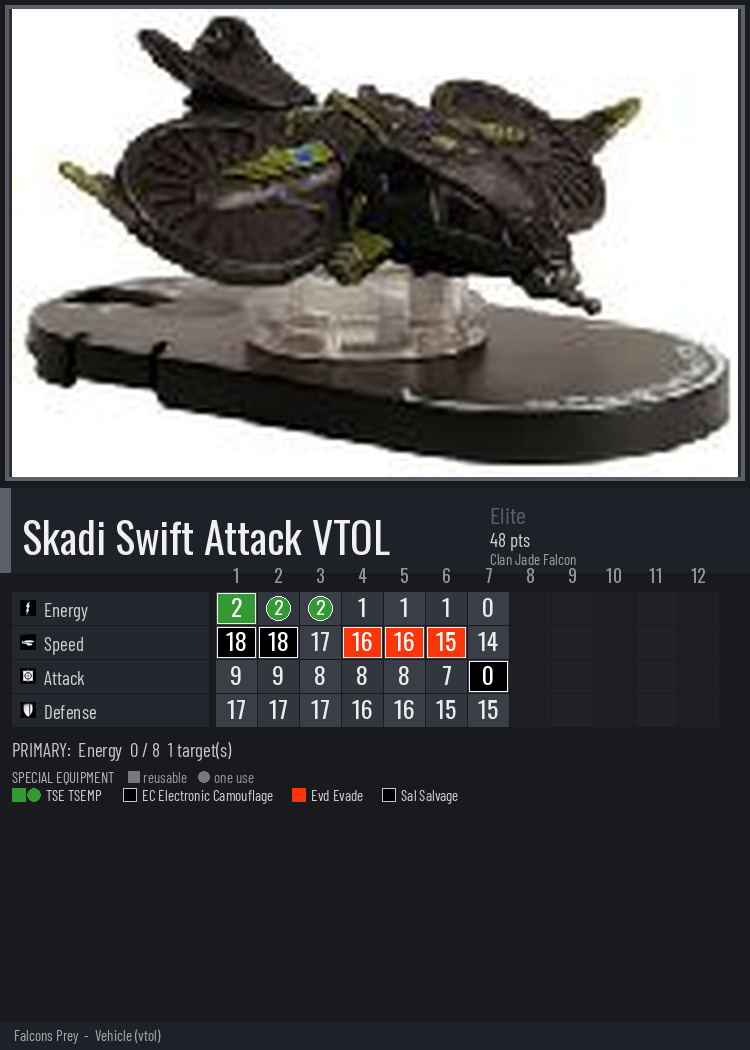 Skadi Swift Attack VTOL
Elite
48 pts
Clan Jade Falcon
1 2 3 4 5 6 7 8 9 10 11 12
Energy 2 2 2 1 1 1 0
Speed 18 18 17 16 16 15 14
Attack 9 9 8 8 8 7 0
Defense 17 17 17 16 16 15 15
PRIMARY: Energy 0 / 8 1 target(s)
SPECIAL EQUIPMENT reusable one use
TSE TSEMP EC Electronic Camouflage Evd Evade Sal Salvage
Falcons Prey - Vehicle (vtol)